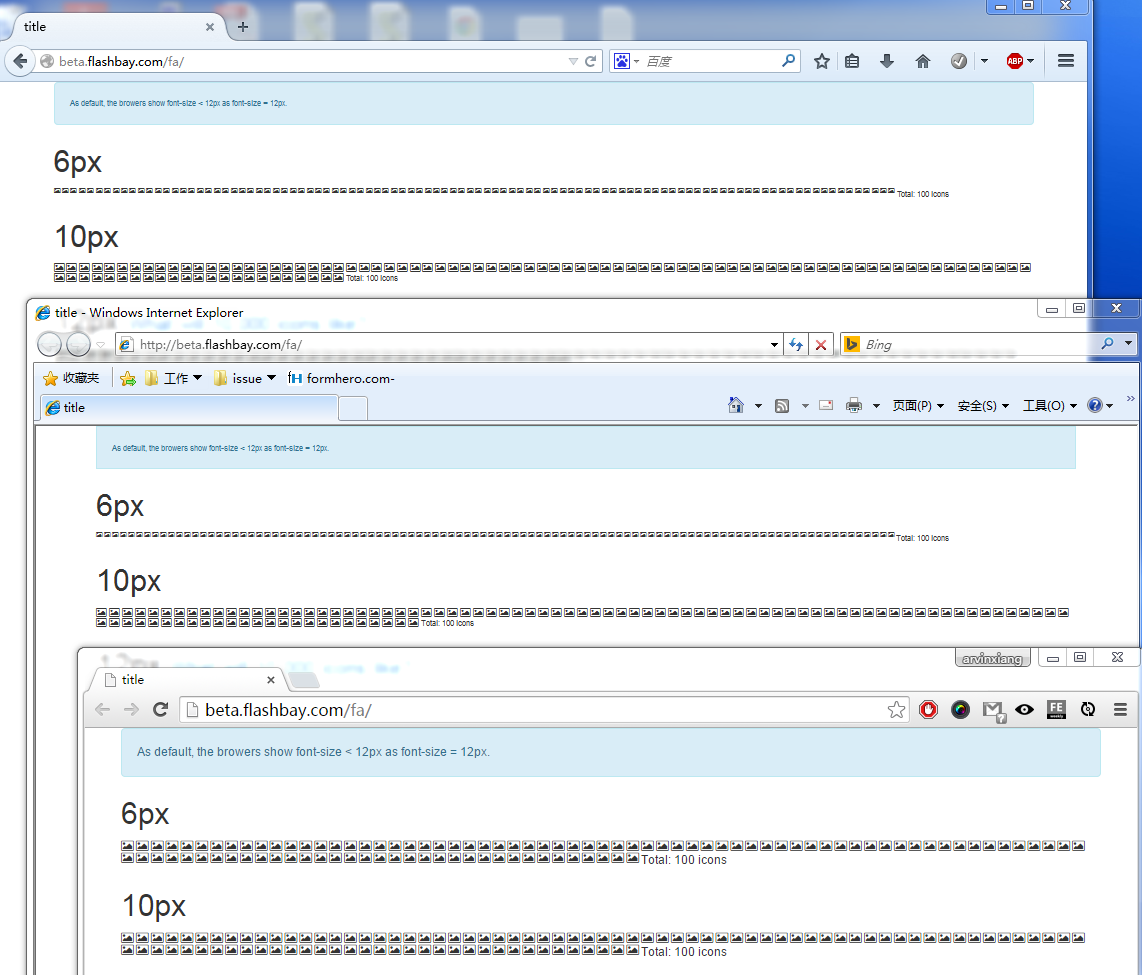 title
beta.flashbay.com/fa/
百度
ABP
As default, the browers show font-size < 12px as font-size = 12px.
6px
Total: 100 icons
10px
Total: 100 icons
title - Windows Internet Explorer
http://beta.flashbay.com/fa/
Bing
收藏夹
工作
issue
fH formhero.com-
title
页面(P)
安全(S)
工具(O)
As default, the browers show font-size < 12px as font-size = 12px.
6px
Total: 100 icons
10px
Total: 100 icons
arvinxiang
title
beta.flashbay.com/fa/
FE
weekly
As default, the browers show font-size < 12px as font-size = 12px.
6px
Total: 100 icons
10px
Total: 100 icons